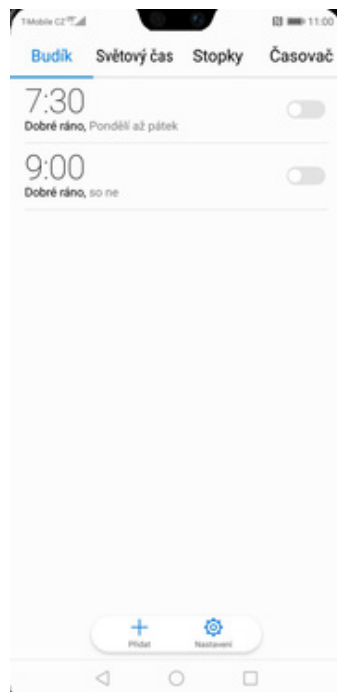 T-Mobile CZ 11:00
Budík Světový čas Stopky Časovač
7:30
Dobré ráno, Pondělí až pátek
9:00
Dobré ráno, so ne
Přidat Nastavení